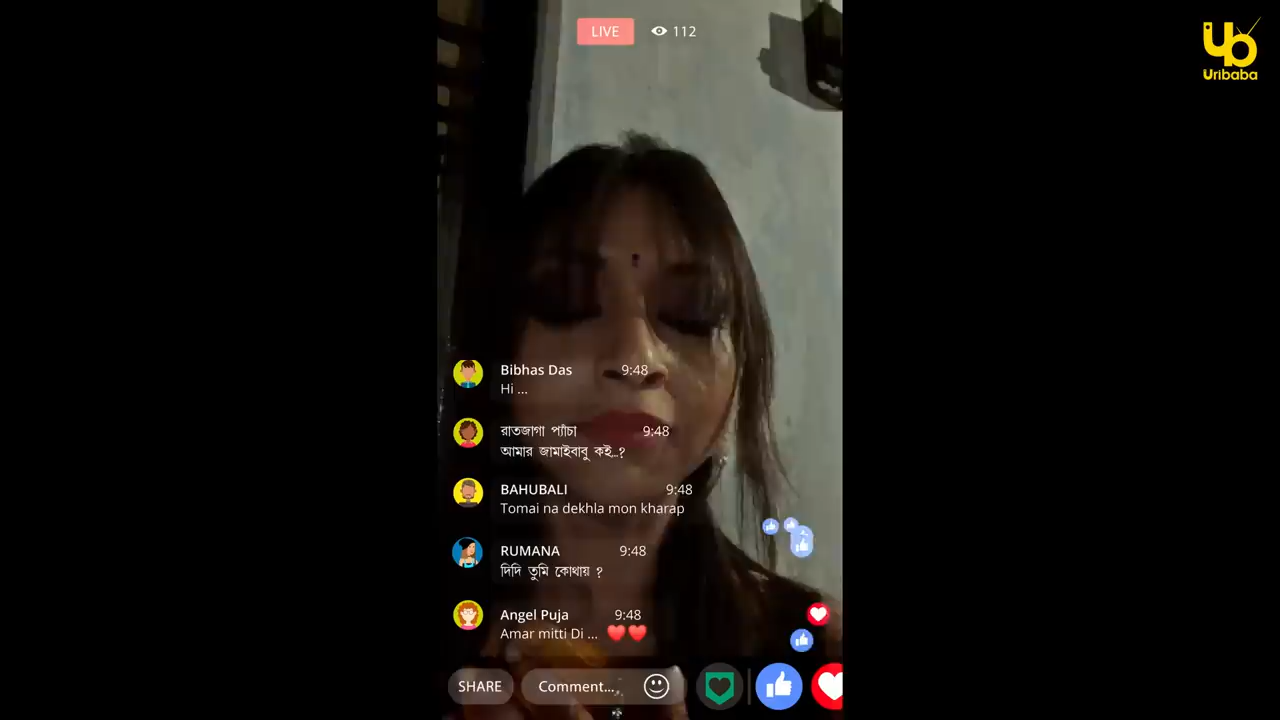 LIVE 112
Uribaba
Bibhas Das 9:48
Hi ...
রাতজাগা প্যাঁচা 9:48
আমার জামাইবাবু কই...?
BAHUBALI 9:48
Tomai na dekhla mon kharap
RUMANA 9:48
দিদি তুমি কোথায় ?
Angel Puja 9:48
Amar mitti Di ... ❤️❤️
SHARE Comment...